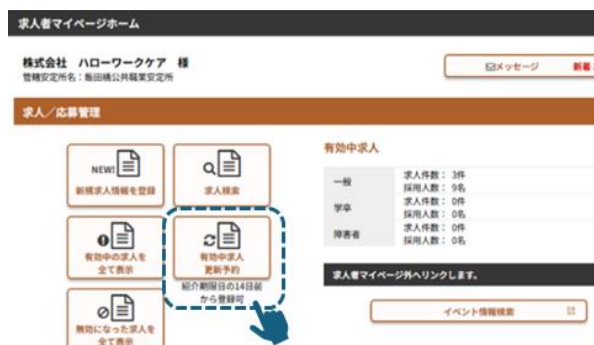 求人者マイページホーム
株式会社 ハローワークケア 様
管轄安定所名：飯田橋公共職業安定所
メッセージ
新着
求人／応募管理
NEW!
新規求人情報を登録
求人検索
有効中の求人を
全て表示
有効中求人
更新予約
紹介期限日の14日前
から登録可
無効になった求人を
全て表示
有効中求人
一般
求人件数： 3件
採用人数： 9名
学卒
求人件数： 0件
採用人数： 0名
障害者
求人件数： 0件
採用人数： 0名
求人者マイページ外へリンクします。
イベント情報検索